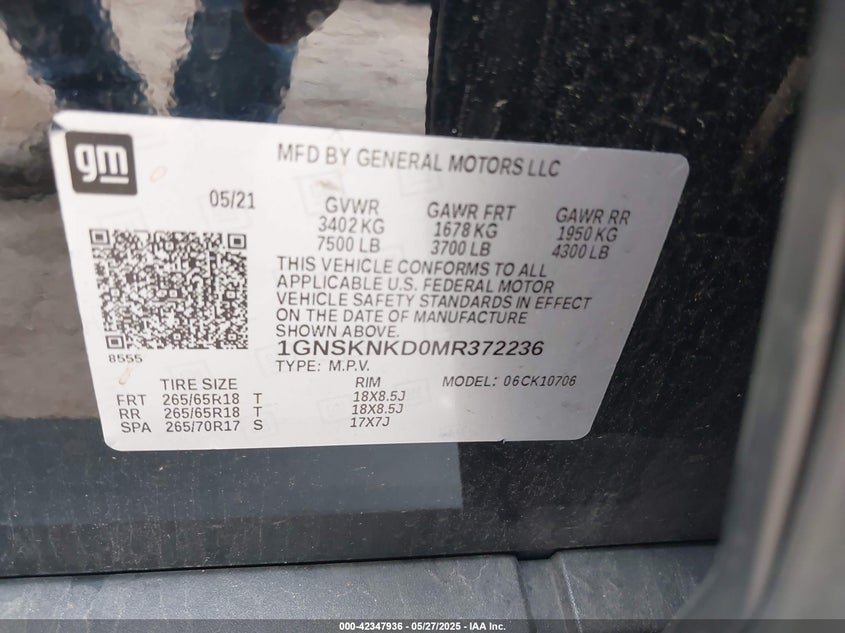 gm
MFD BY GENERAL MOTORS LLC
05/21
GVWR GAWR FRT GAWR RR
3402 KG 1678 KG 1950 KG
7500 LB 3700 LB 4300 LB
THIS VEHICLE CONFORMS TO ALL
APPLICABLE U.S. FEDERAL MOTOR
VEHICLE SAFETY STANDARDS IN EFFECT
ON THE DATE OF MANUFACTURE
SHOWN ABOVE.
8555
1GNSKNKD0MR372236
TYPE: M.P.V.
TIRE SIZE RIM MODEL: 06CK10706
FRT 265/65R18 T 18X8.5J
RR 265/65R18 T 18X8.5J
SPA 265/70R17 S 17X7J
000-42347936 - 05/27/2025 - IAA Inc.